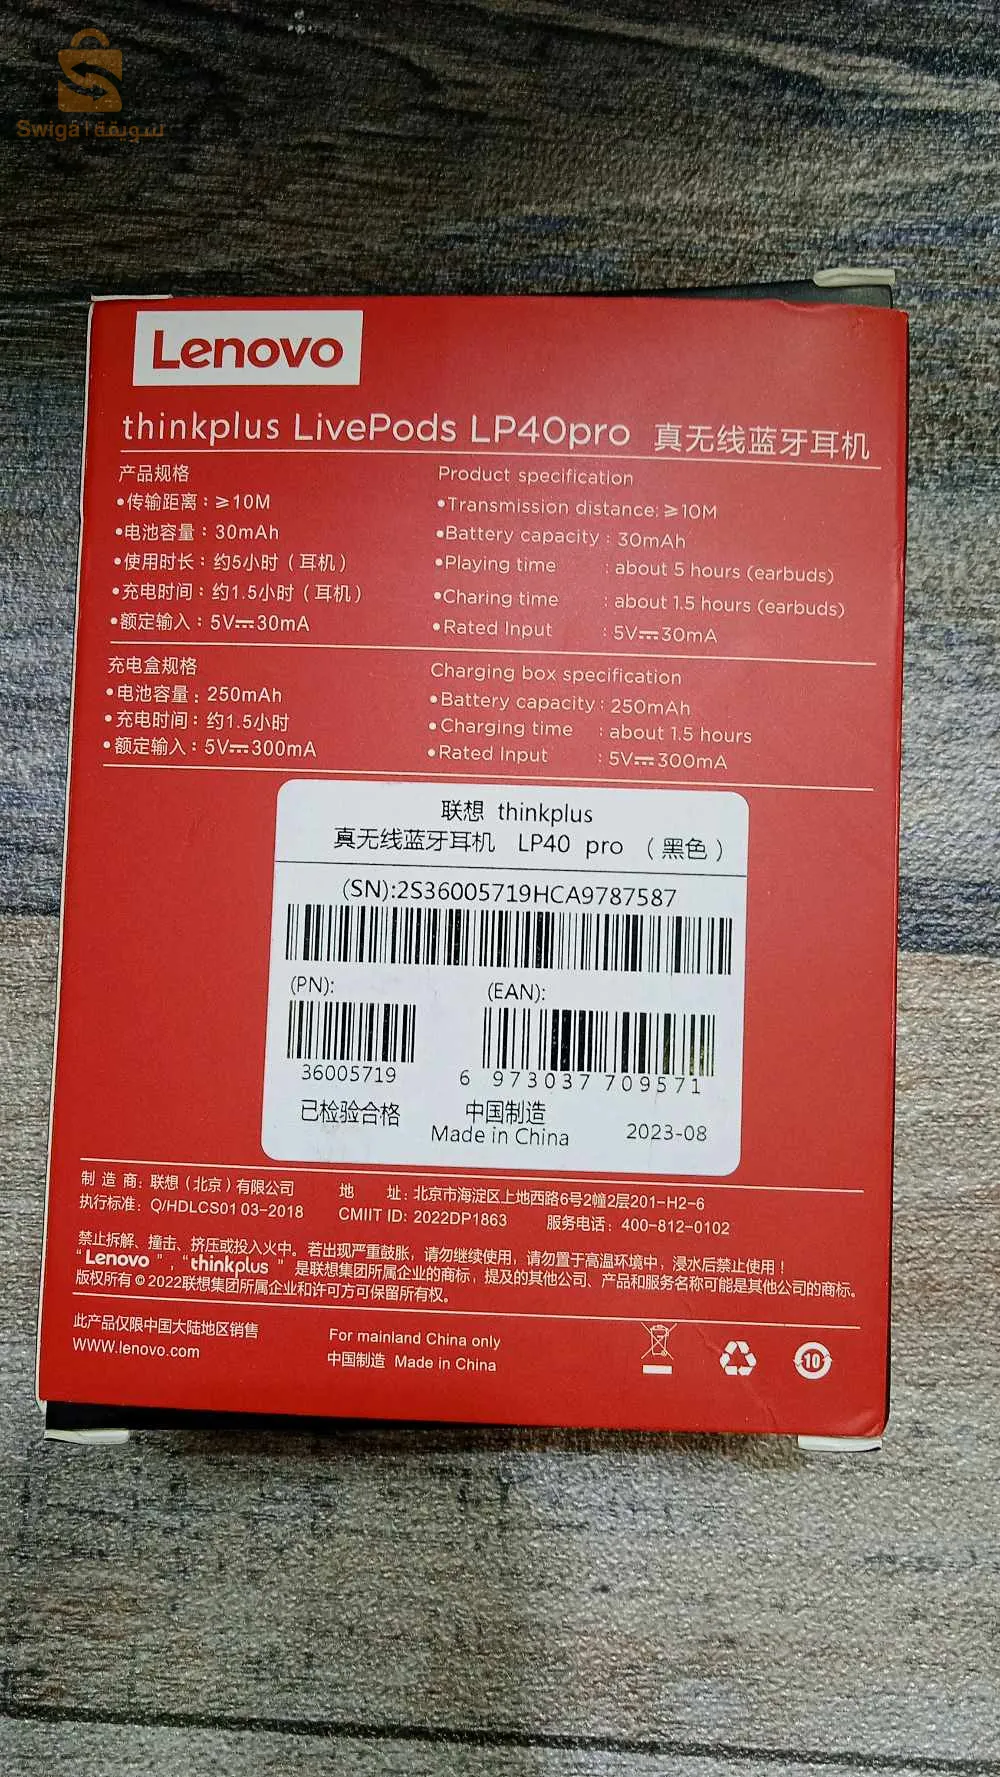 Swiqa سويقة
Lenovo
thinkplus LivePods LP40pro 真无线蓝牙耳机
产品规格
•传输距离：≥10M
•电池容量：30mAh
•使用时长：约5小时（耳机）
•充电时间：约1.5小时（耳机）
•额定输入：5V⎓30mA
Product specification
•Transmission distance: ≥10M
•Battery capacity : 30mAh
•Playing time : about 5 hours (earbuds)
•Charing time : about 1.5 hours (earbuds)
•Rated Input : 5V⎓30mA
充电盒规格
•电池容量：250mAh
•充电时间：约1.5小时
•额定输入：5V⎓300mA
Charging box specification
•Battery capacity : 250mAh
•Charging time : about 1.5 hours
•Rated Input : 5V⎓300mA
联想 thinkplus
真无线蓝牙耳机 LP40 pro （黑色）
(SN):2S36005719HCA9787587
(PN):
36005719
(EAN):
6 973037 709571
已检验合格
中国制造
Made in China
2023-08
制 造 商：联想（北京）有限公司
地 址：北京市海淀区上地西路6号2幢2层201-H2-6
执行标准：Q/HDLCS01 03-2018
CMIIT ID: 2022DP1863
服务电话：400-812-0102
禁止拆解、撞击、挤压或投入火中。若出现严重鼓胀，请勿继续使用，请勿置于高温环境中，浸水后禁止使用！
“Lenovo”，“thinkplus”是联想集团所属企业的商标，提及的其他公司、产品和服务名称可能是其他公司的商标。
版权所有©2022联想集团所属企业和许可方可保留所有权。
此产品仅限中国大陆地区销售
WWW.lenovo.com
For mainland China only
中国制造 Made in China
10